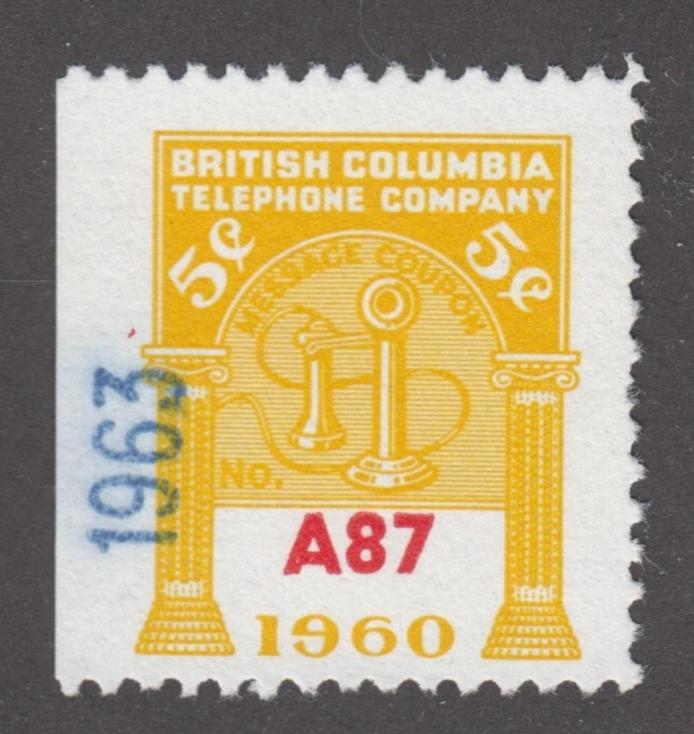 BRITISH COLUMBIA
TELEPHONE COMPANY
5¢ 5¢
MESSAGE COUPON
NO.
A87
1960
1963